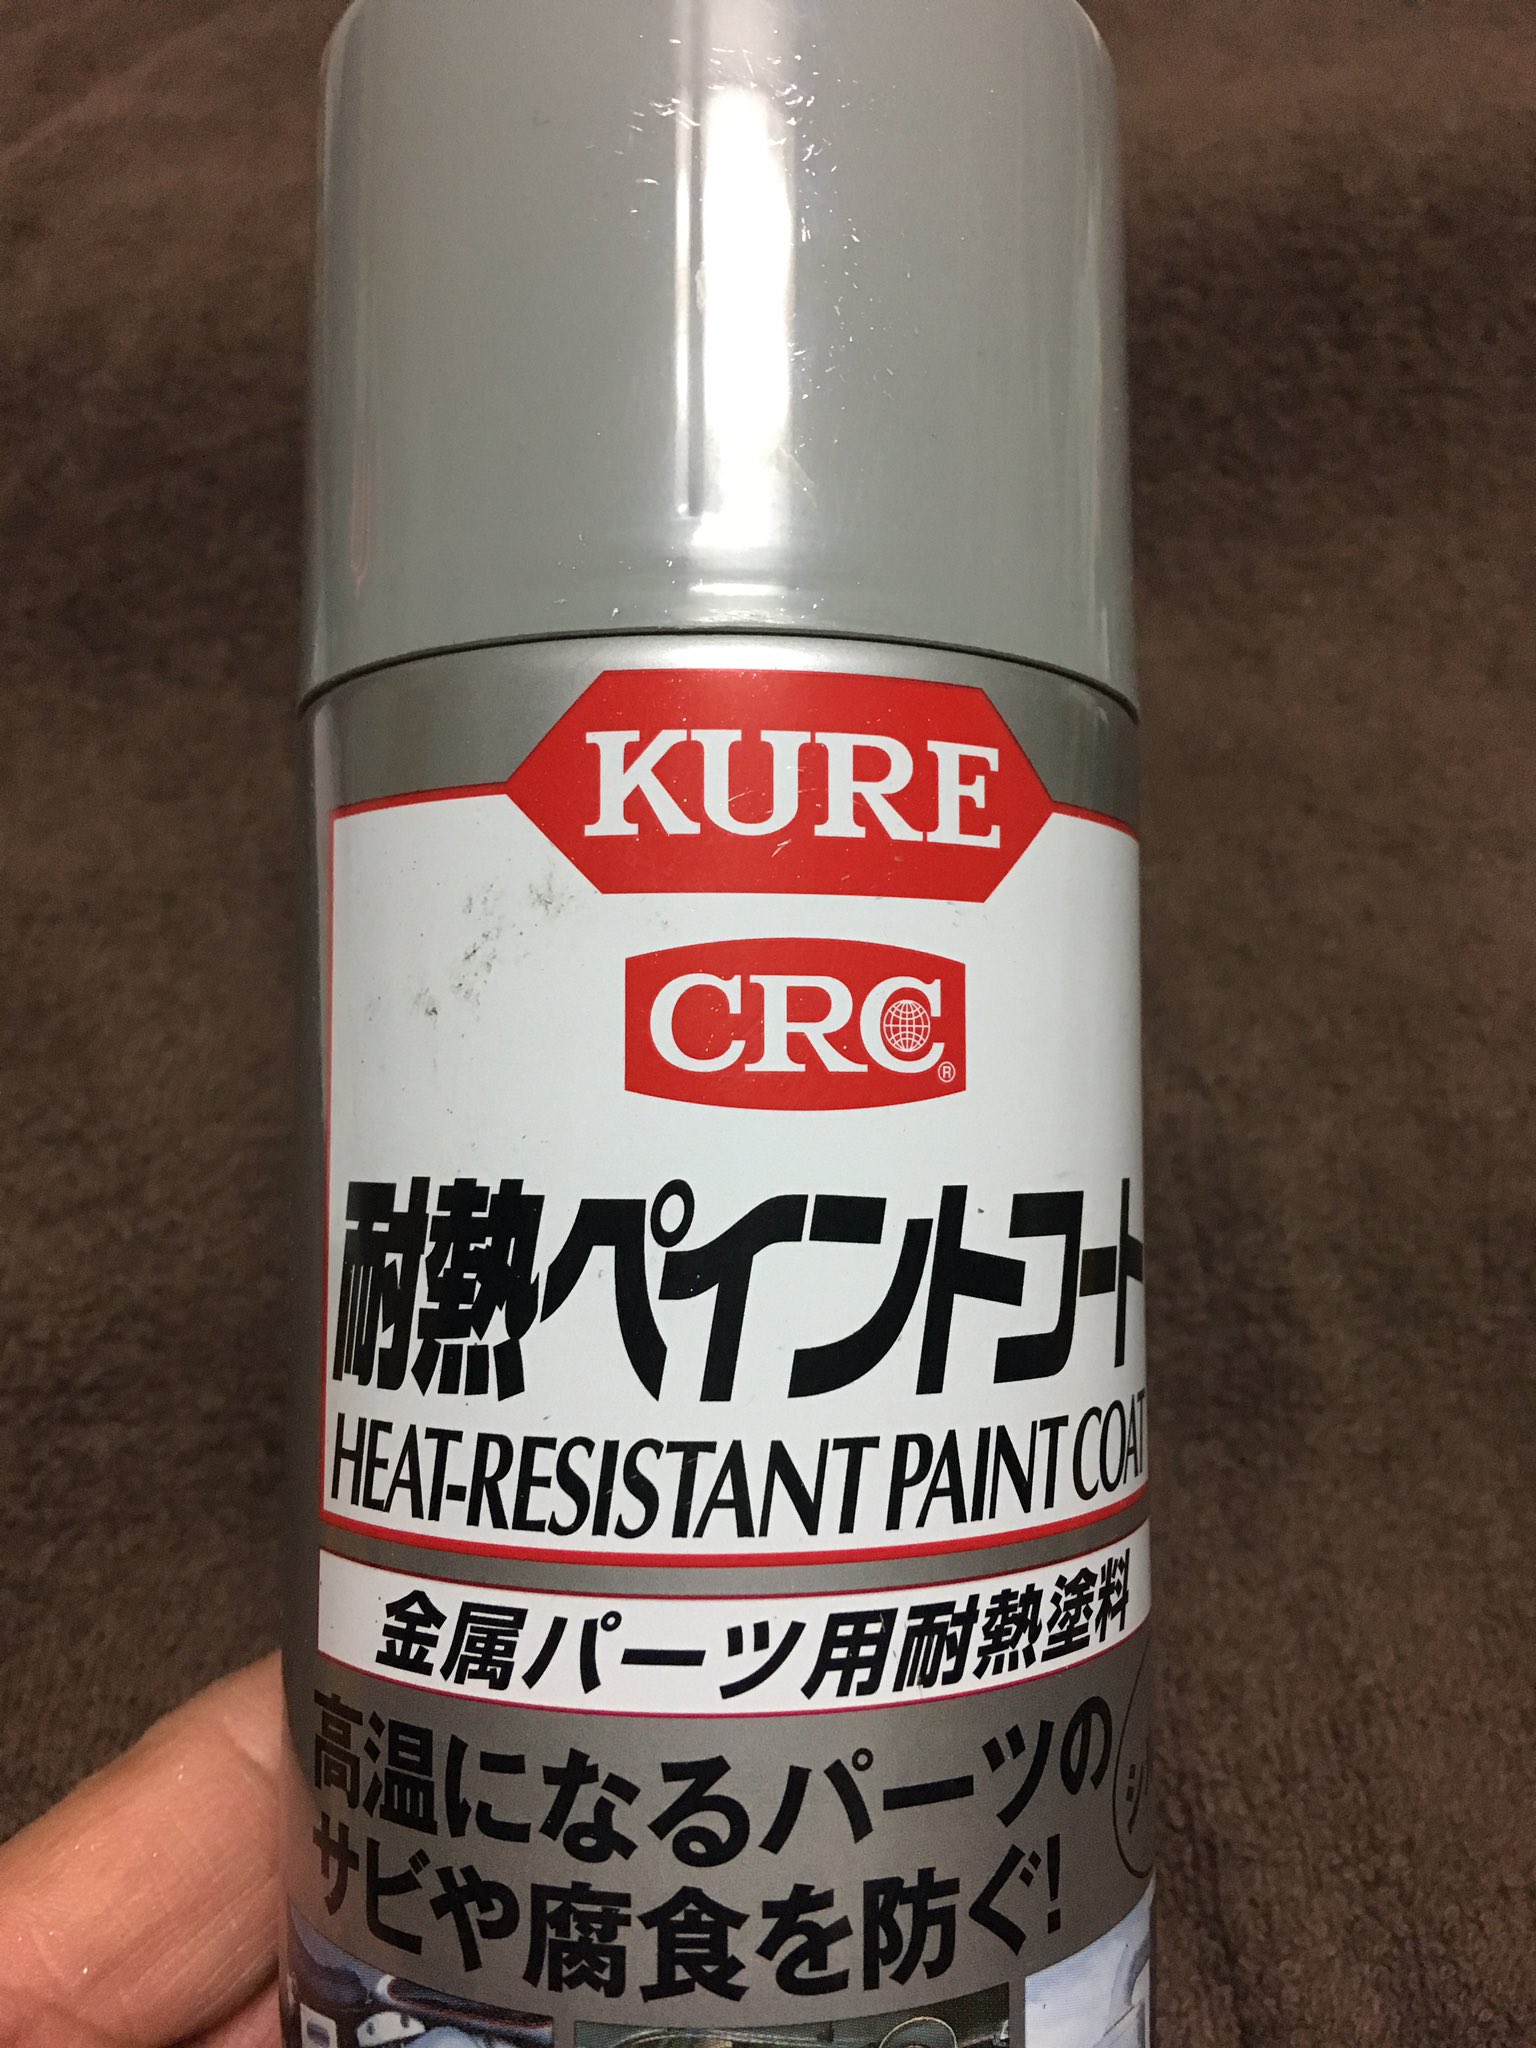 KURE
CRC®
耐熱ペイントコート
HEAT-RESISTANT PAINT COAT
金属パーツ用耐熱塗料
高温になるパーツの
サビや腐食を防ぐ!